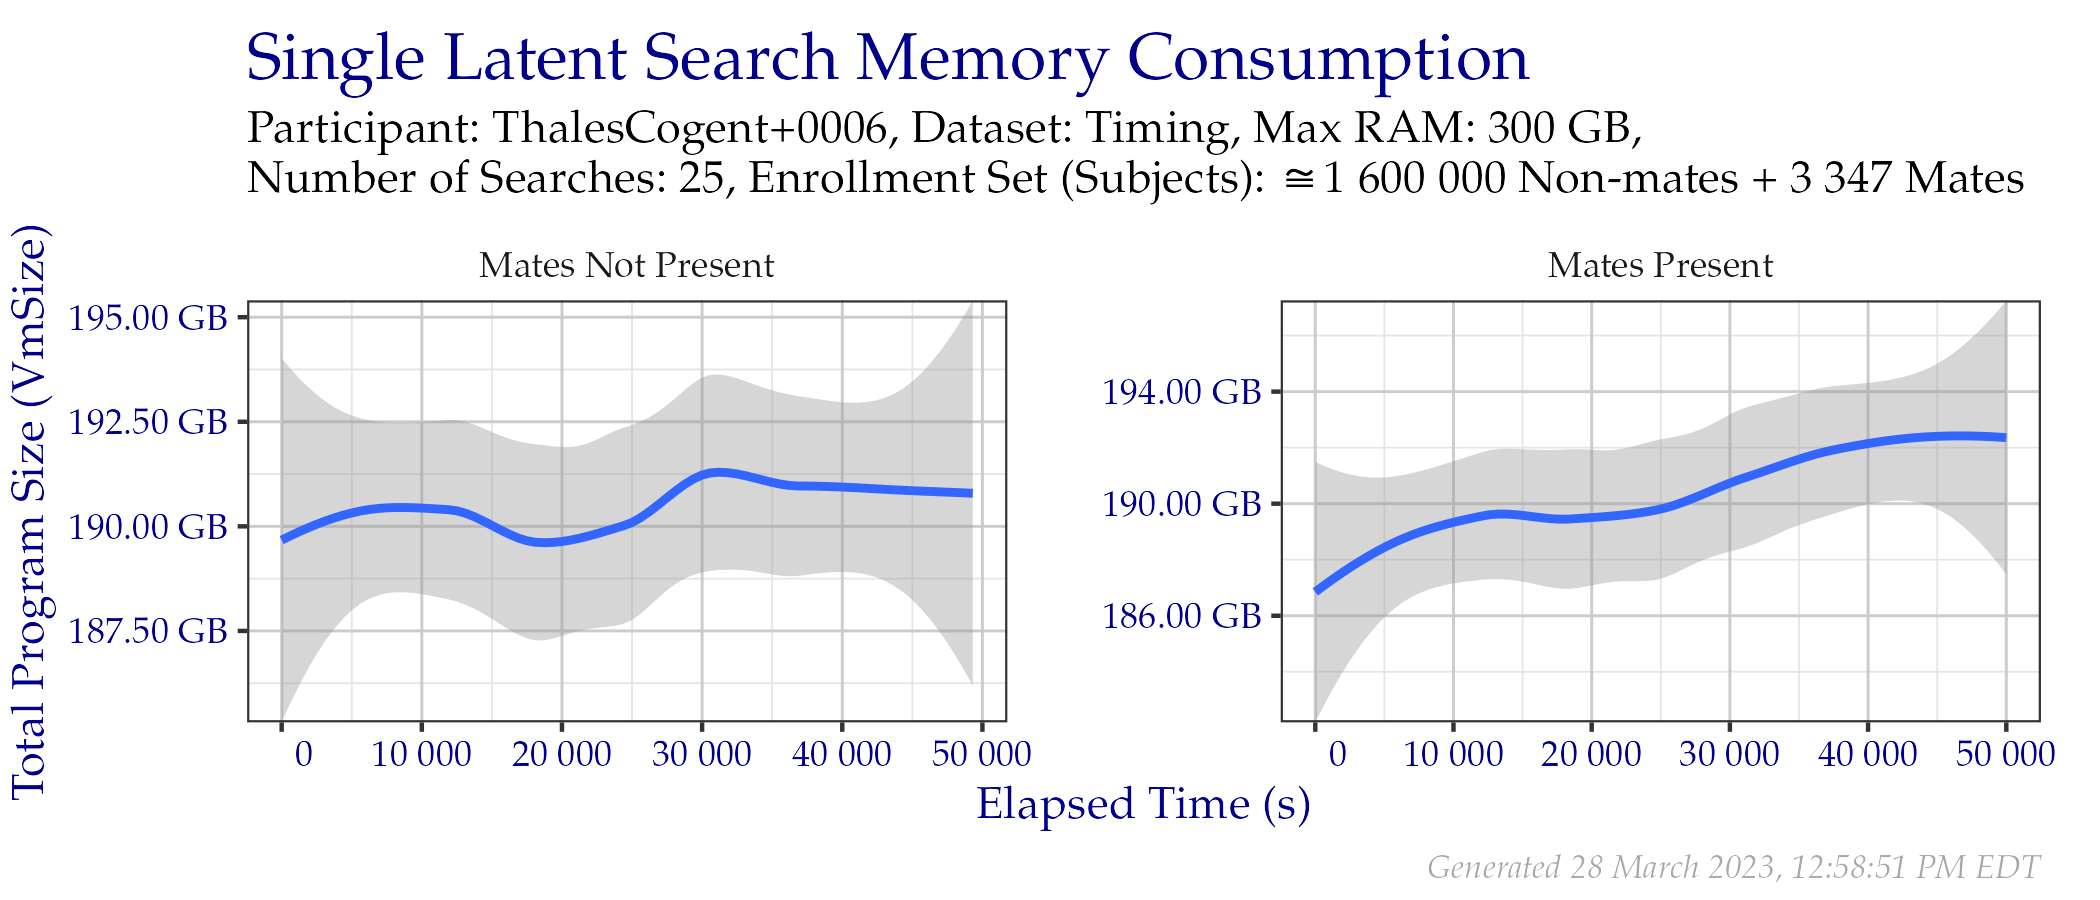 Single Latent Search Memory Consumption
Participant: ThalesCogent+0006, Dataset: Timing, Max RAM: 300 GB,
Number of Searches: 25, Enrollment Set (Subjects): ≅1 600 000 Non-mates + 3 347 Mates
Total Program Size (VmSize)
Mates Not Present
195.00 GB
192.50 GB
190.00 GB
187.50 GB
0 10 000 20 000 30 000 40 000 50 000
Mates Present
194.00 GB
190.00 GB
186.00 GB
0 10 000 20 000 30 000 40 000 50 000
Elapsed Time (s)
Generated 28 March 2023, 12:58:51 PM EDT